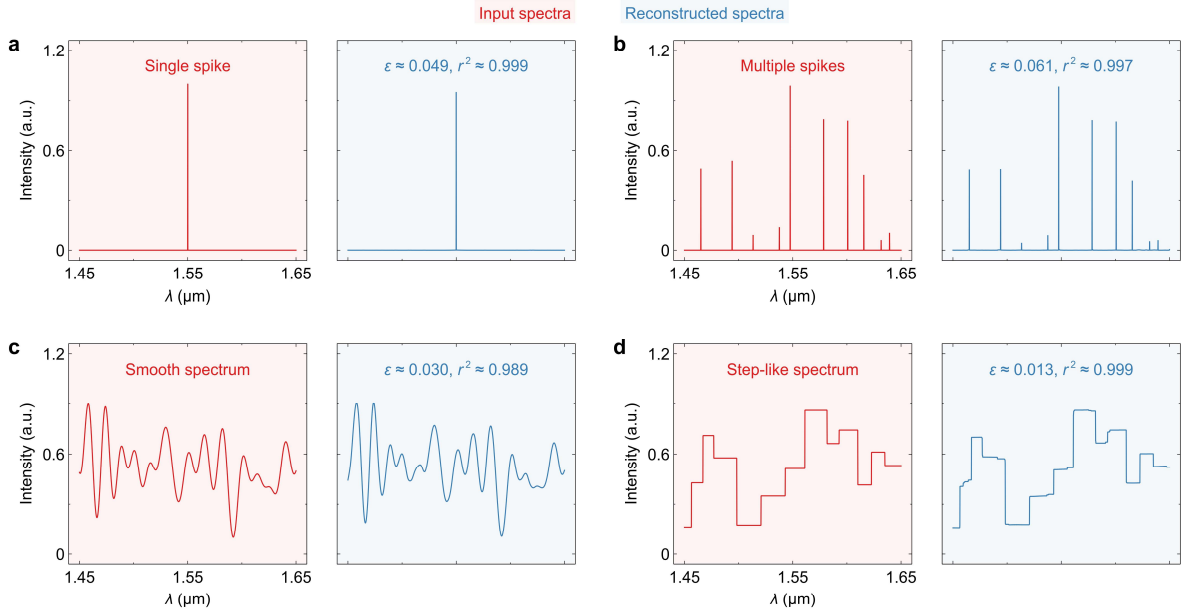 Input spectra
Reconstructed spectra
a
Single spike
ε ≈ 0.049, r² ≈ 0.999
1.2
0.6
0
Intensity (a.u.)
1.45
1.55
1.65
λ (μm)
b
Multiple spikes
ε ≈ 0.061, r² ≈ 0.997
1.2
0.6
0
Intensity (a.u.)
1.45
1.55
1.65
λ (μm)
c
Smooth spectrum
ε ≈ 0.030, r² ≈ 0.989
1.2
0.6
0
Intensity (a.u.)
1.45
1.55
1.65
λ (μm)
d
Step-like spectrum
ε ≈ 0.013, r² ≈ 0.999
1.2
0.6
0
Intensity (a.u.)
1.45
1.55
1.65
λ (μm)